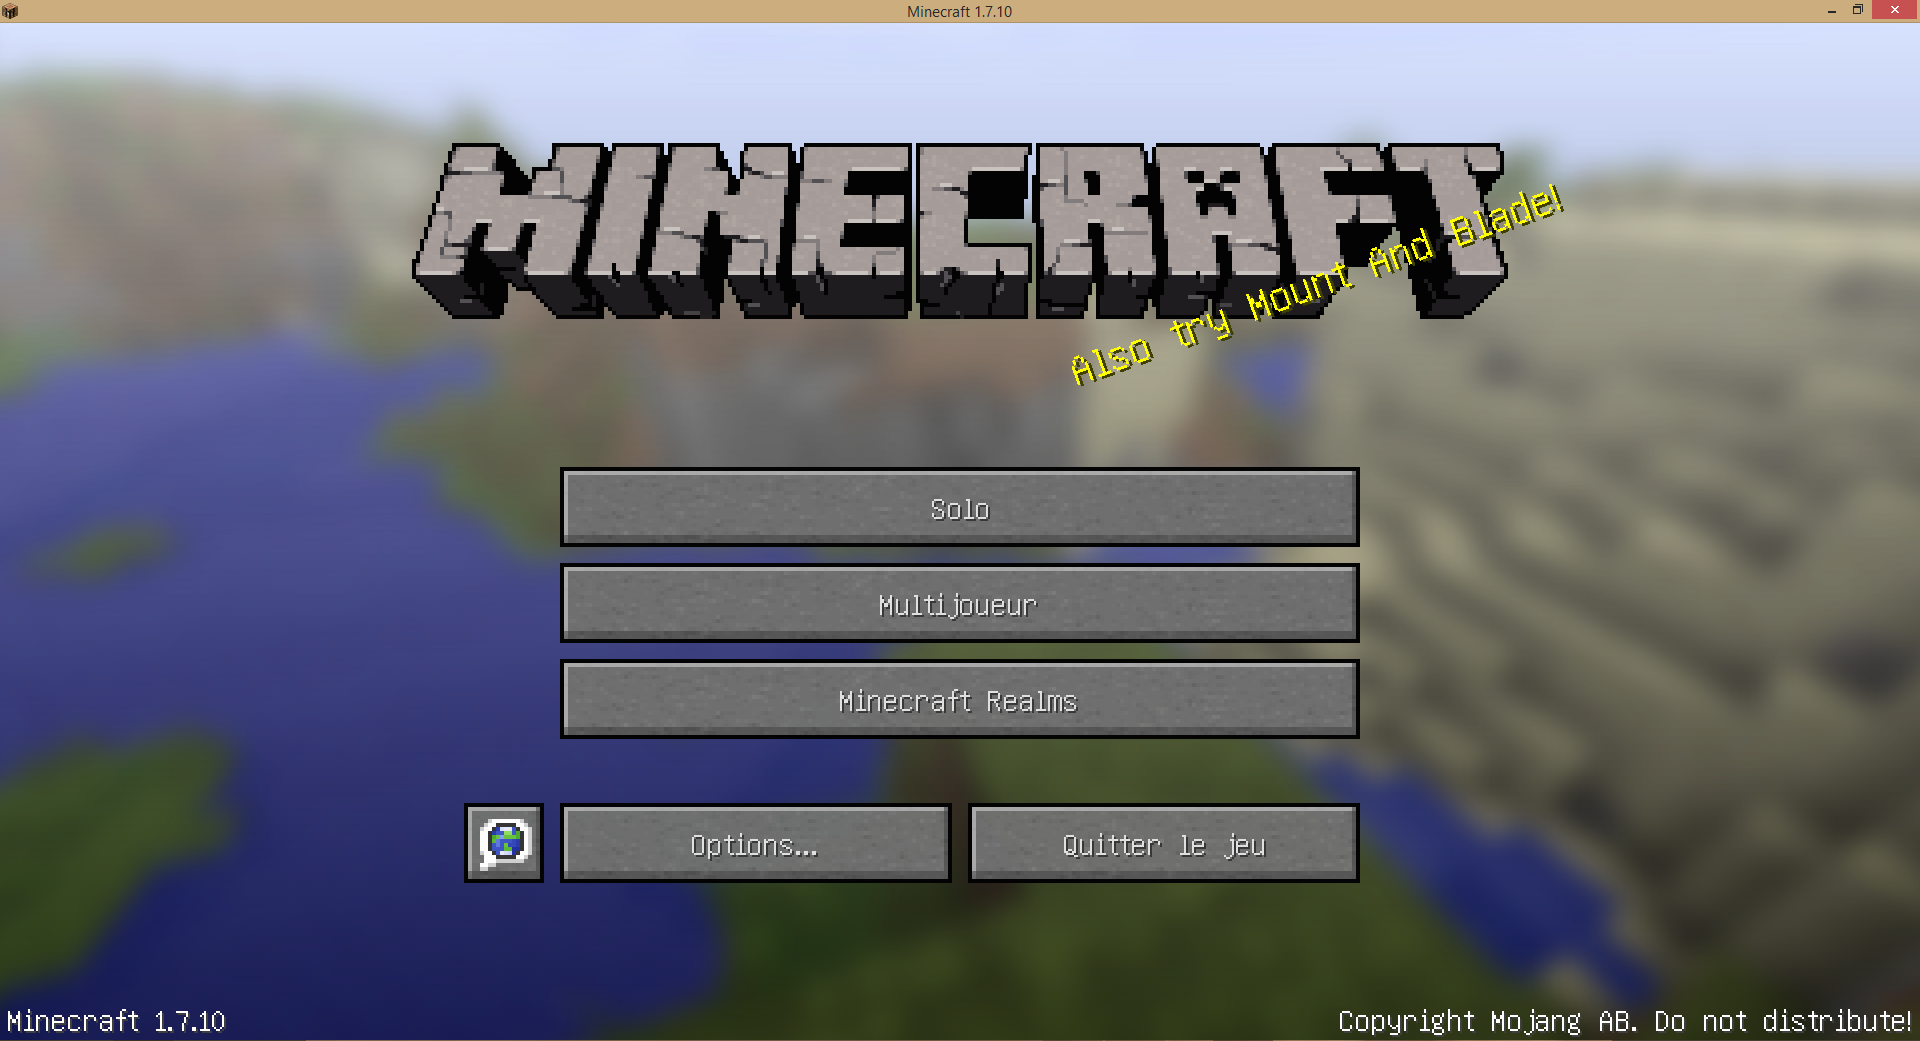 Minecraft 1.7.10
MINECRAFT
Also try Mount And Blade!
Solo
Multijoueur
Minecraft Realms
Options...
Quitter le jeu
Minecraft 1.7.10
Copyright Mojang AB. Do not distribute!